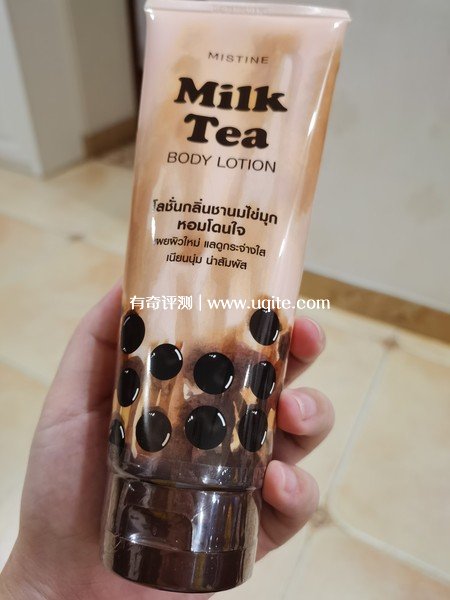 MISTINE
Milk
Tea
BODY LOTION
โลชั่นกลิ่นชานมไข่มุก
หอมโดนใจ
เผยผิวใหม่ แลดูกระจ่างใส
เนียนนุ่ม น่าสัมผัส
有奇评测 | www.ugite.com